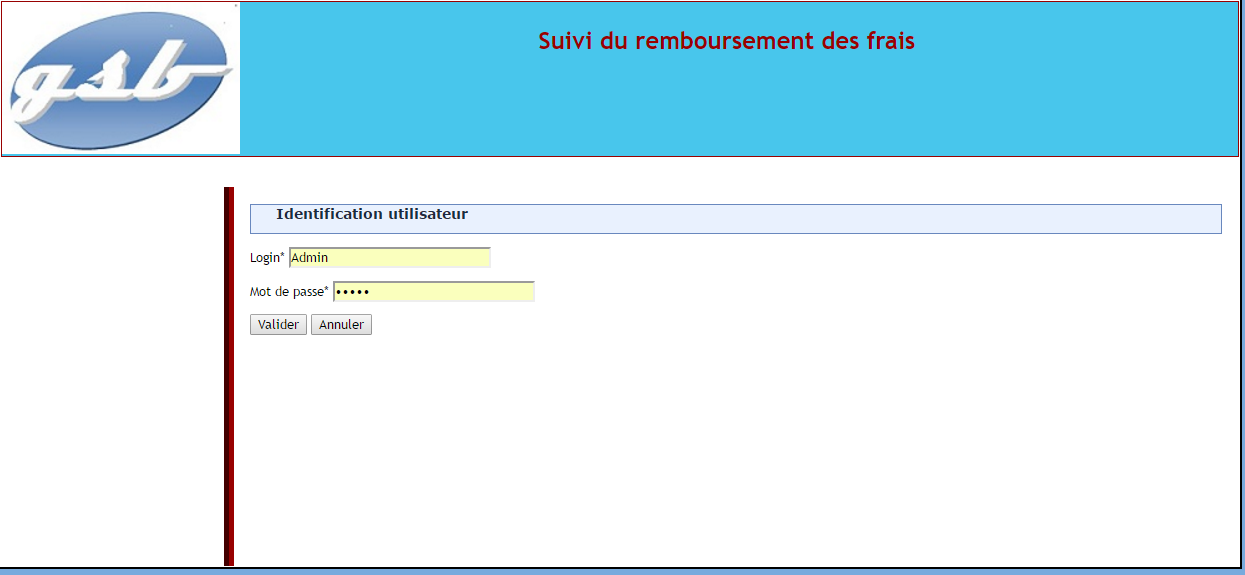 gsb
Suivi du remboursement des frais
Identification utilisateur
Login* Admin
Mot de passe* •••••
Valider Annuler